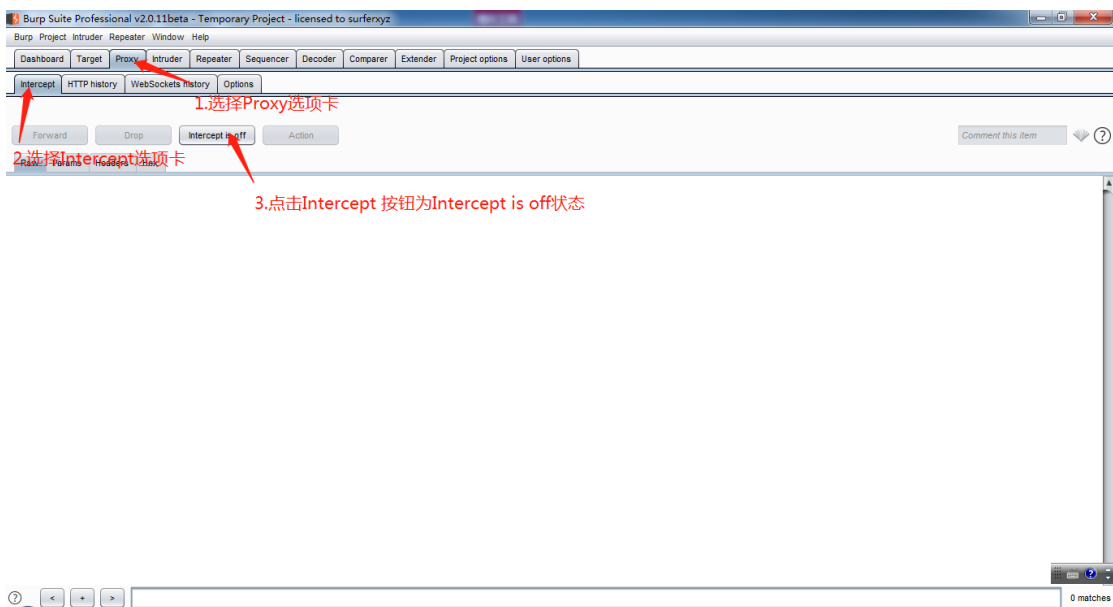 Burp Suite Professional v2.0.11beta - Temporary Project - licensed to surferxyz
Burp Project Intruder Repeater Window Help
Dashboard Target Proxy Intruder Repeater Sequencer Decoder Comparer Extender Project options User options
Intercept HTTP history WebSockets history Options
1.选择Proxy选项卡
Forward Drop Intercept is off Action Comment this item ?
2.选择Intercept选项卡
Raw Params Headers Hex
3.点击Intercept 按钮为Intercept is off状态
? < + > 0 matches